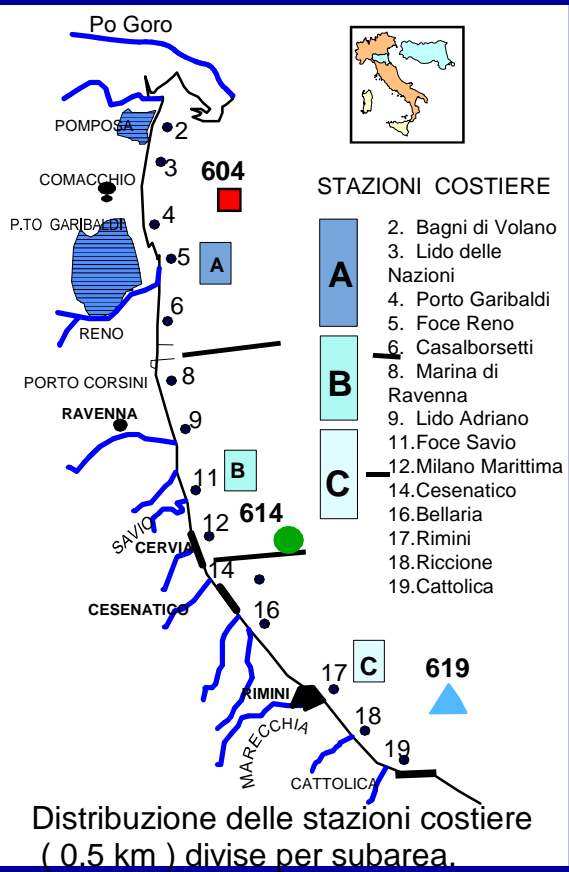 Po Goro
POMPOSA
2
3
604
COMACCHIO
P.TO GARIBALDI
4
5
A
6
RENO
PORTO CORSINI
8
RAVENNA
9
B
11
SAVIO
12
614
CERVIA
14
CESENATICO
16
17
C
619
RIMINI
MARECCHIA
18
19
CATTOLICA
STAZIONI COSTIERE
A
B
C
2. Bagni di Volano
3. Lido delle
Nazioni
4. Porto Garibaldi
5. Foce Reno
6. Casalborsetti
8. Marina di
Ravenna
9. Lido Adriano
11.Foce Savio
12.Milano Marittima
14.Cesenatico
16.Bellaria
17.Rimini
18.Riccione
19.Cattolica
Distribuzione delle stazioni costiere
( 0.5 km ) divise per subarea.